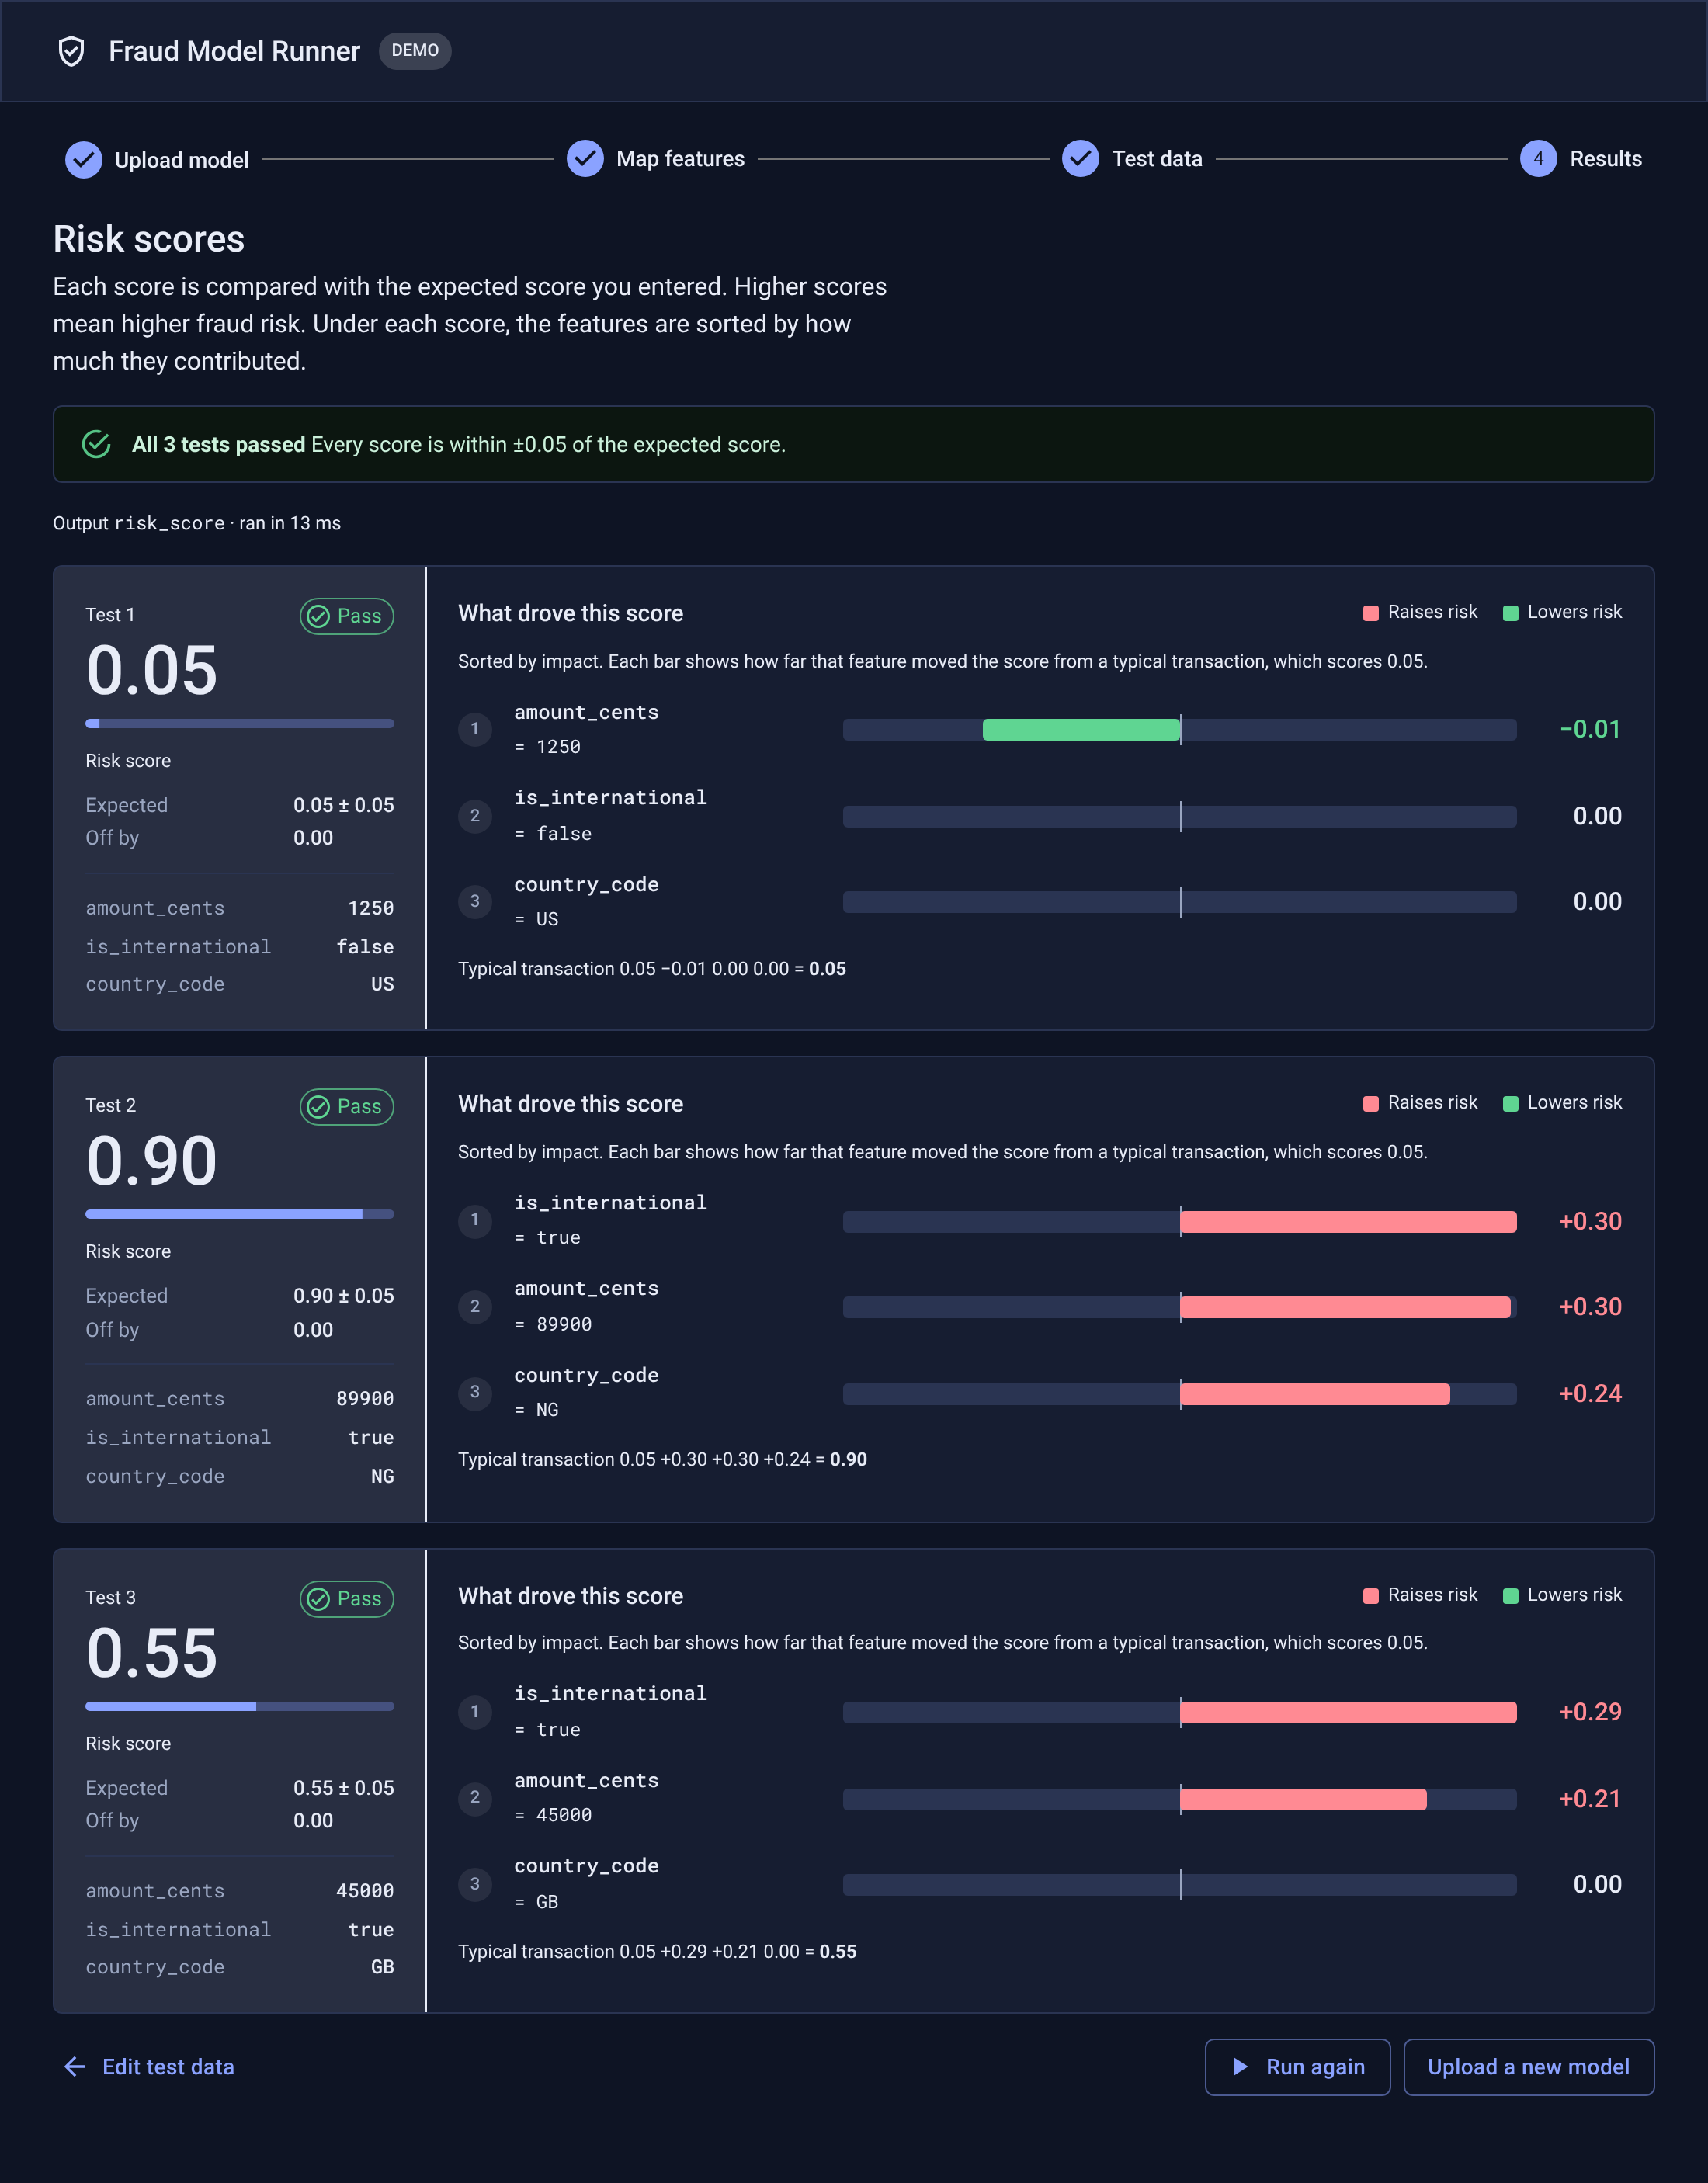 Fraud Model Runner DEMO
Upload model Map features Test data 4 Results
Risk scores
Each score is compared with the expected score you entered. Higher scores
mean higher fraud risk. Under each score, the features are sorted by how
much they contributed.
All 3 tests passed Every score is within ±0.05 of the expected score.
Output risk_score · ran in 13 ms
Test 1 Pass
0.05
Risk score
Expected 0.05 ± 0.05
Off by 0.00
amount_cents 1250
is_international false
country_code US
What drove this score Raises risk Lowers risk
Sorted by impact. Each bar shows how far that feature moved the score from a typical transaction, which scores 0.05.
1 amount_cents
= 1250 −0.01
2 is_international
= false 0.00
3 country_code
= US 0.00
Typical transaction 0.05 −0.01 0.00 0.00 = 0.05
Test 2 Pass
0.90
Risk score
Expected 0.90 ± 0.05
Off by 0.00
amount_cents 89900
is_international true
country_code NG
What drove this score Raises risk Lowers risk
Sorted by impact. Each bar shows how far that feature moved the score from a typical transaction, which scores 0.05.
1 is_international
= true +0.30
2 amount_cents
= 89900 +0.30
3 country_code
= NG +0.24
Typical transaction 0.05 +0.30 +0.30 +0.24 = 0.90
Test 3 Pass
0.55
Risk score
Expected 0.55 ± 0.05
Off by 0.00
amount_cents 45000
is_international true
country_code GB
What drove this score Raises risk Lowers risk
Sorted by impact. Each bar shows how far that feature moved the score from a typical transaction, which scores 0.05.
1 is_international
= true +0.29
2 amount_cents
= 45000 +0.21
3 country_code
= GB 0.00
Typical transaction 0.05 +0.29 +0.21 0.00 = 0.55
Edit test data Run again Upload a new model